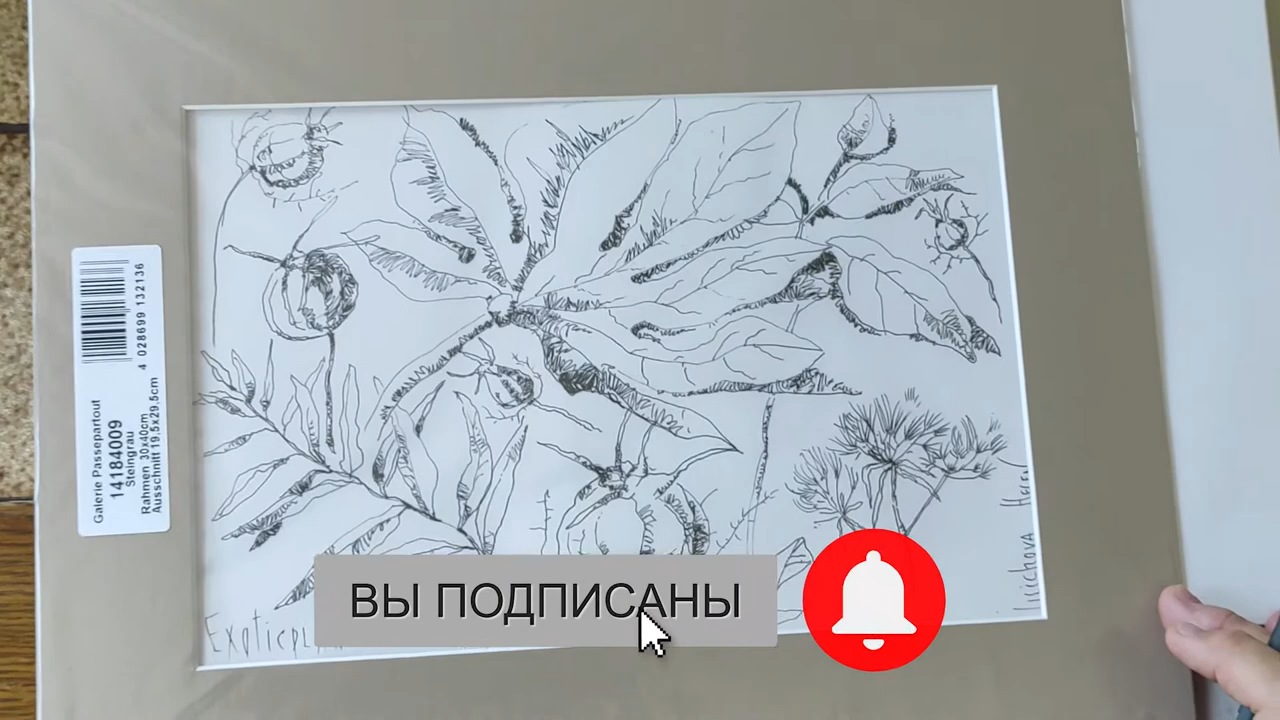 Galerie Passepartout
14184009
Steingrau
Rahmen 30x40cm
Ausschnitt 19.5x29.5cm
4 028699 132136
ВЫ ПОДПИСАНЫ